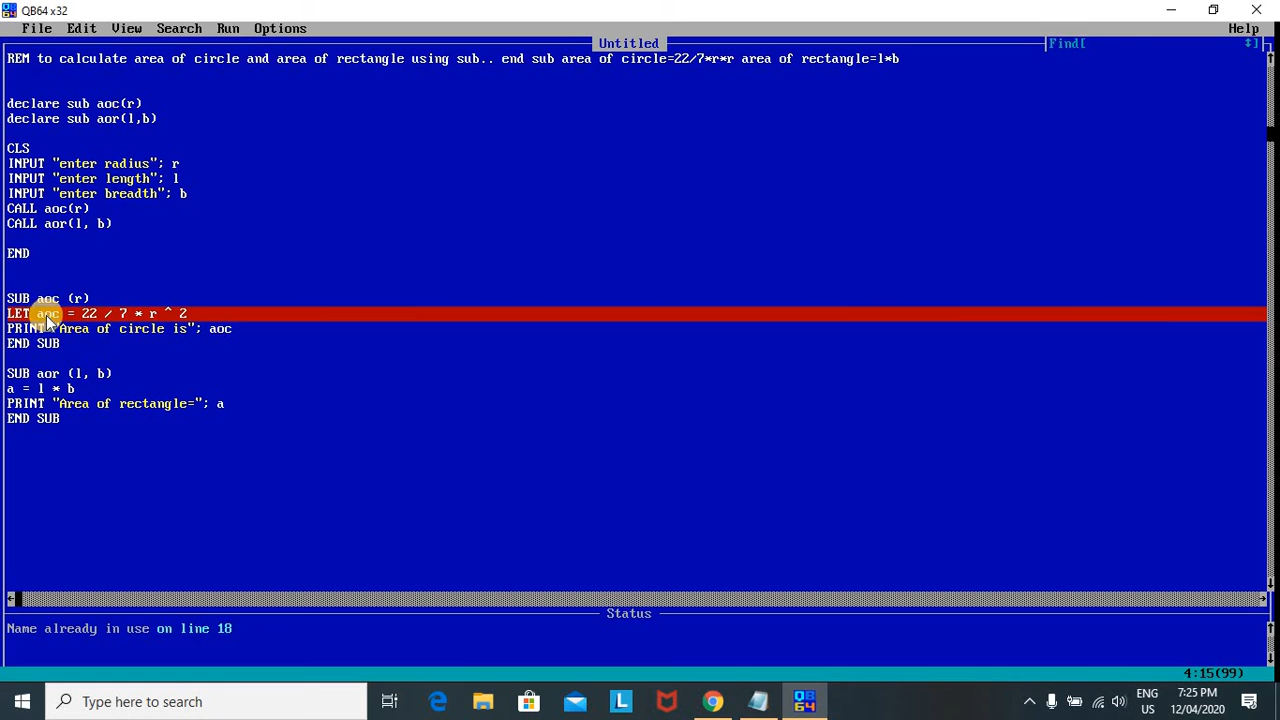 QB64 x32
File Edit View Search Run Options Help
Untitled Find[ ↕]
REM to calculate area of circle and area of rectangle using sub.. end sub area of circle=22/7*r*r area of rectangle=l*b
declare sub aoc(r)
declare sub aor(l,b)
CLS
INPUT "enter radius"; r
INPUT "enter length"; l
INPUT "enter breadth"; b
CALL aoc(r)
CALL aor(l, b)
END
SUB aoc (r)
LET aoc = 22 / 7 * r ^ 2
PRINT "Area of circle is"; aoc
END SUB
SUB aor (l, b)
a = l * b
PRINT "Area of rectangle="; a
END SUB
Status
Name already in use on line 18
4:15(99)
Type here to search
ENG
US
7:25 PM
12/04/2020